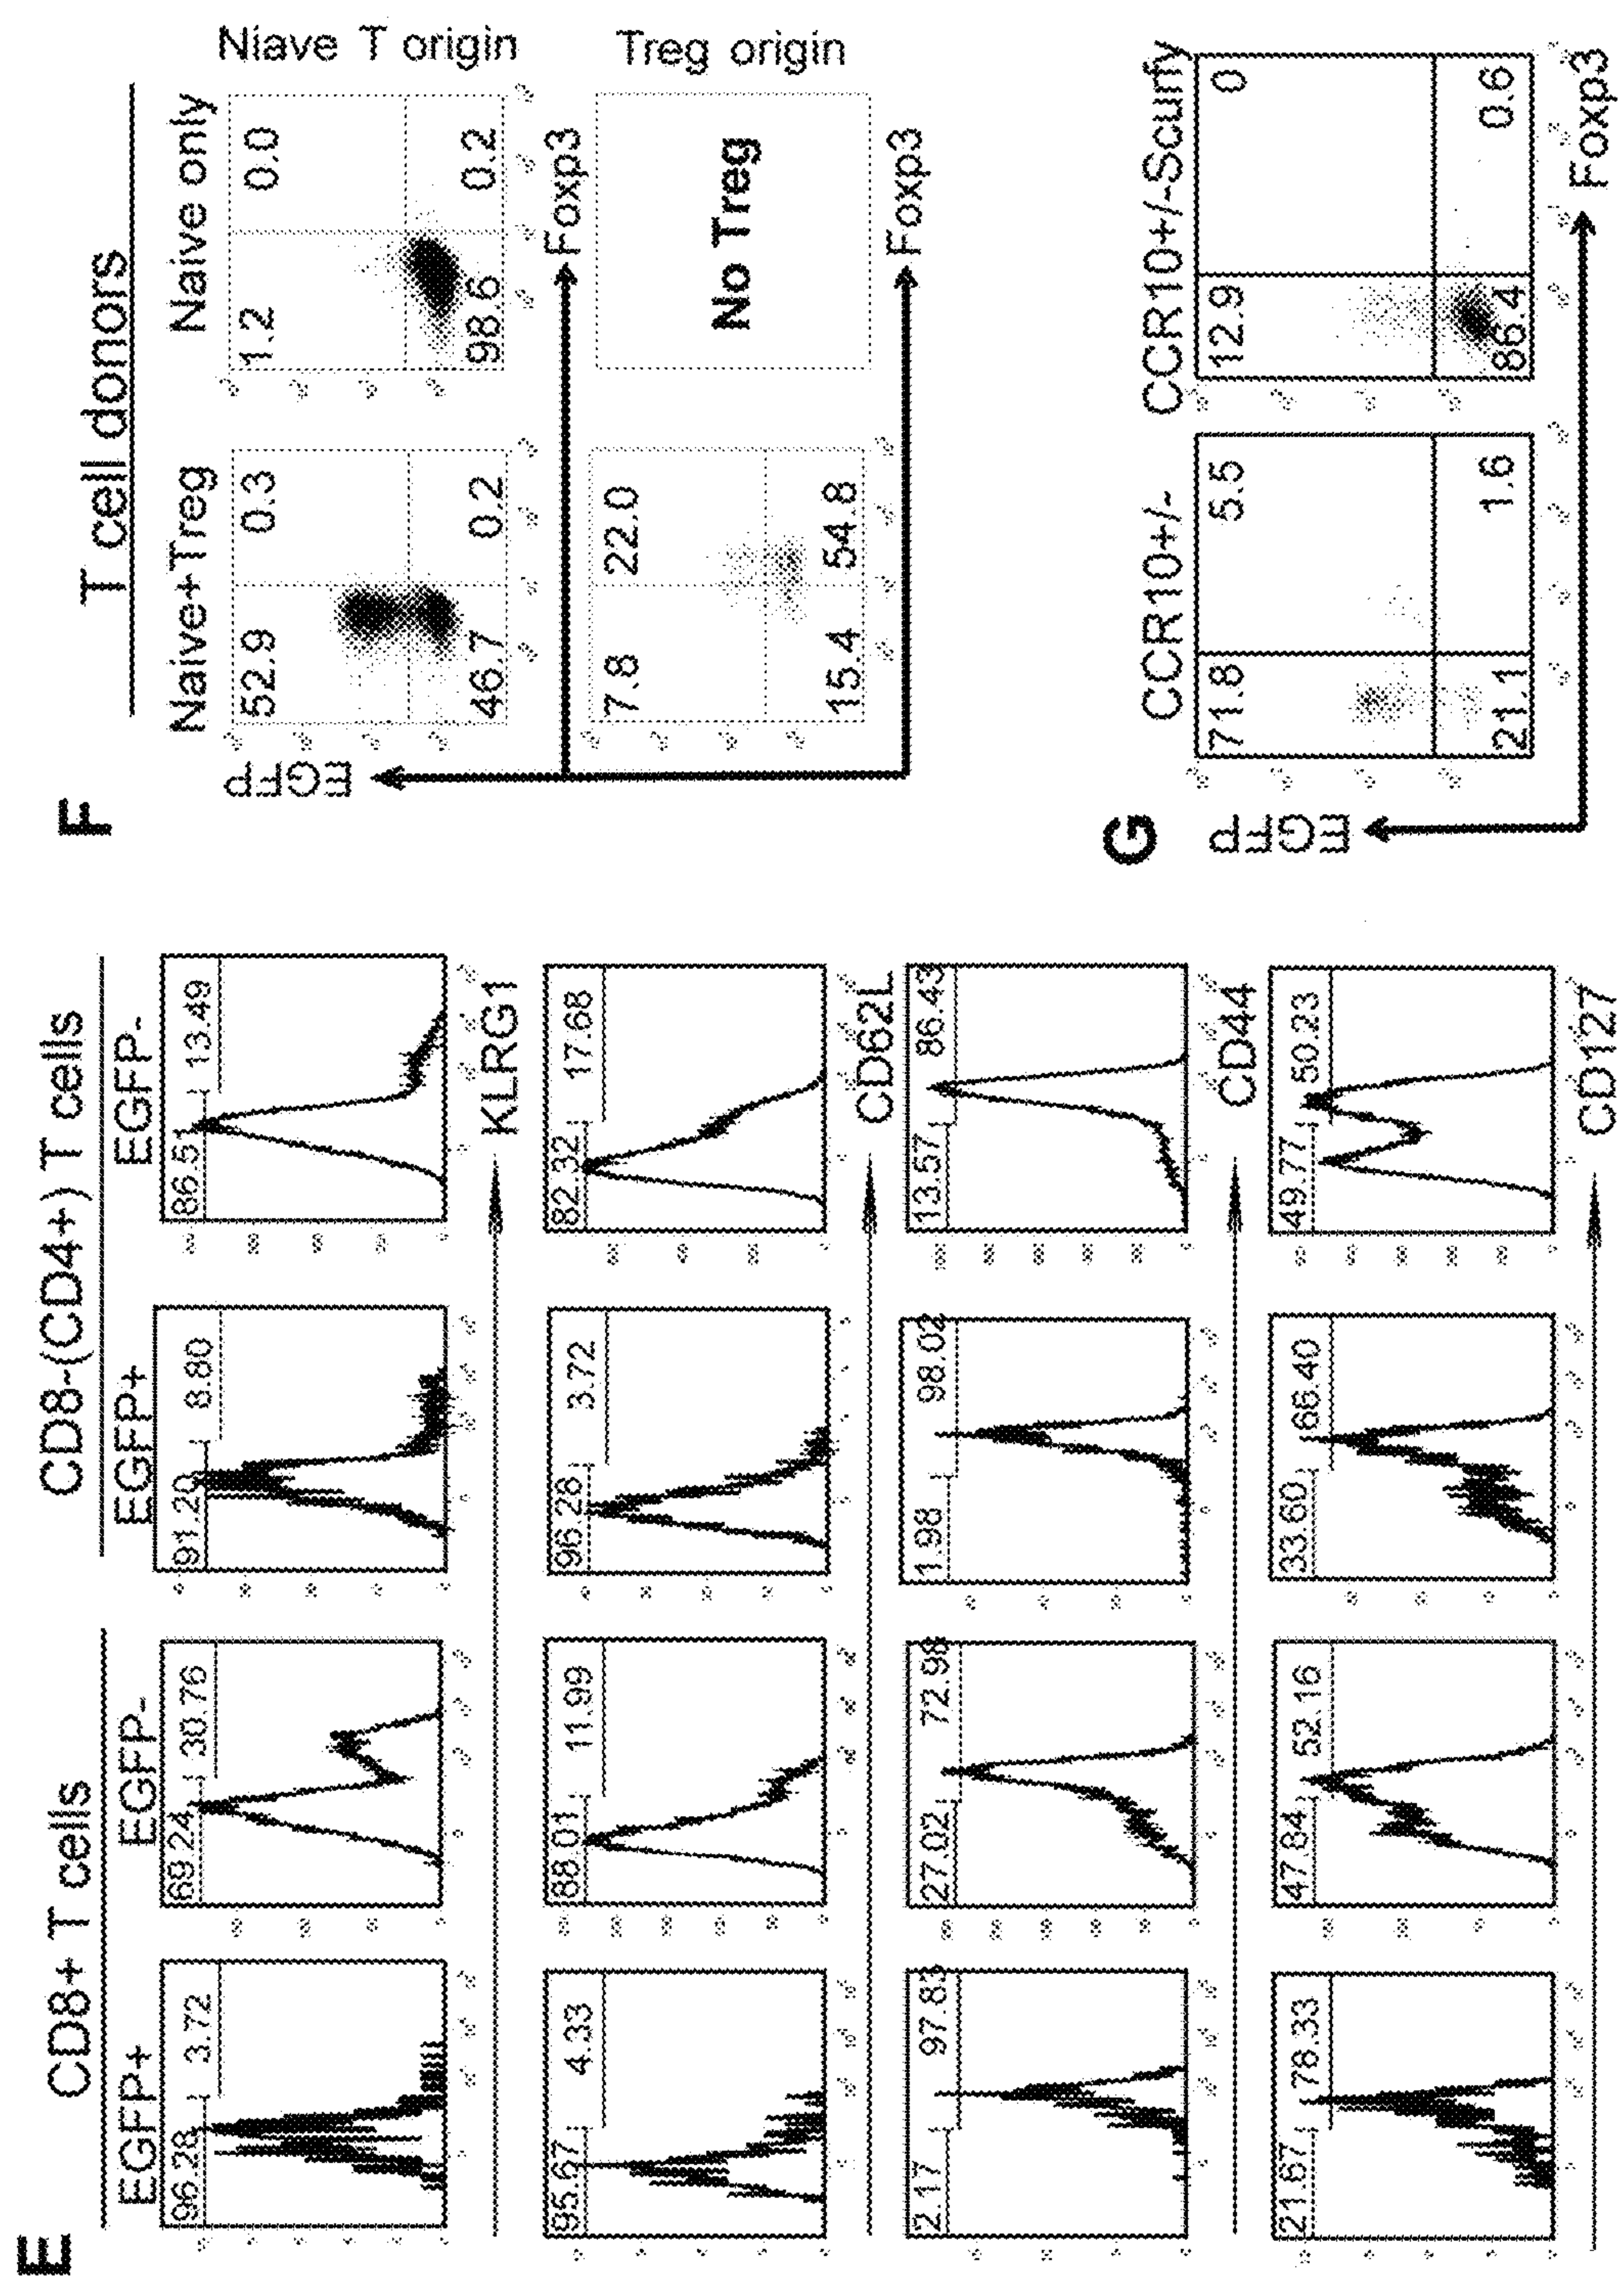 E
CD8+ T cells
CD8-(CD4+) T cells
EGFP+
EGFP-
EGFP+
EGFP-
96.28 3.72
69.24 30.76
91.20 8.80
86.51 13.49
KLRG1
95.67 4.33
88.01 11.99
96.28 3.72
82.32 17.68
CD62L
2.17 97.83
27.02 72.98
1.98 98.02
13.57 86.43
CD44
21.67 78.33
47.84 52.16
33.60 66.40
49.77 50.23
CD127
F
T cell donors
Naive+Treg
Naive only
EGFP
52.9 0.3
46.7 0.2
1.2 0.0
98.6 0.2
Niave T origin
Foxp3
7.8 22.0
15.4 54.8
No Treg
Treg origin
Foxp3
G
CCR10+/-
CCR10+/-Scurfy
EGFP
71.8 5.5
21.1 1.6
12.9 0
86.4 0.6
Foxp3